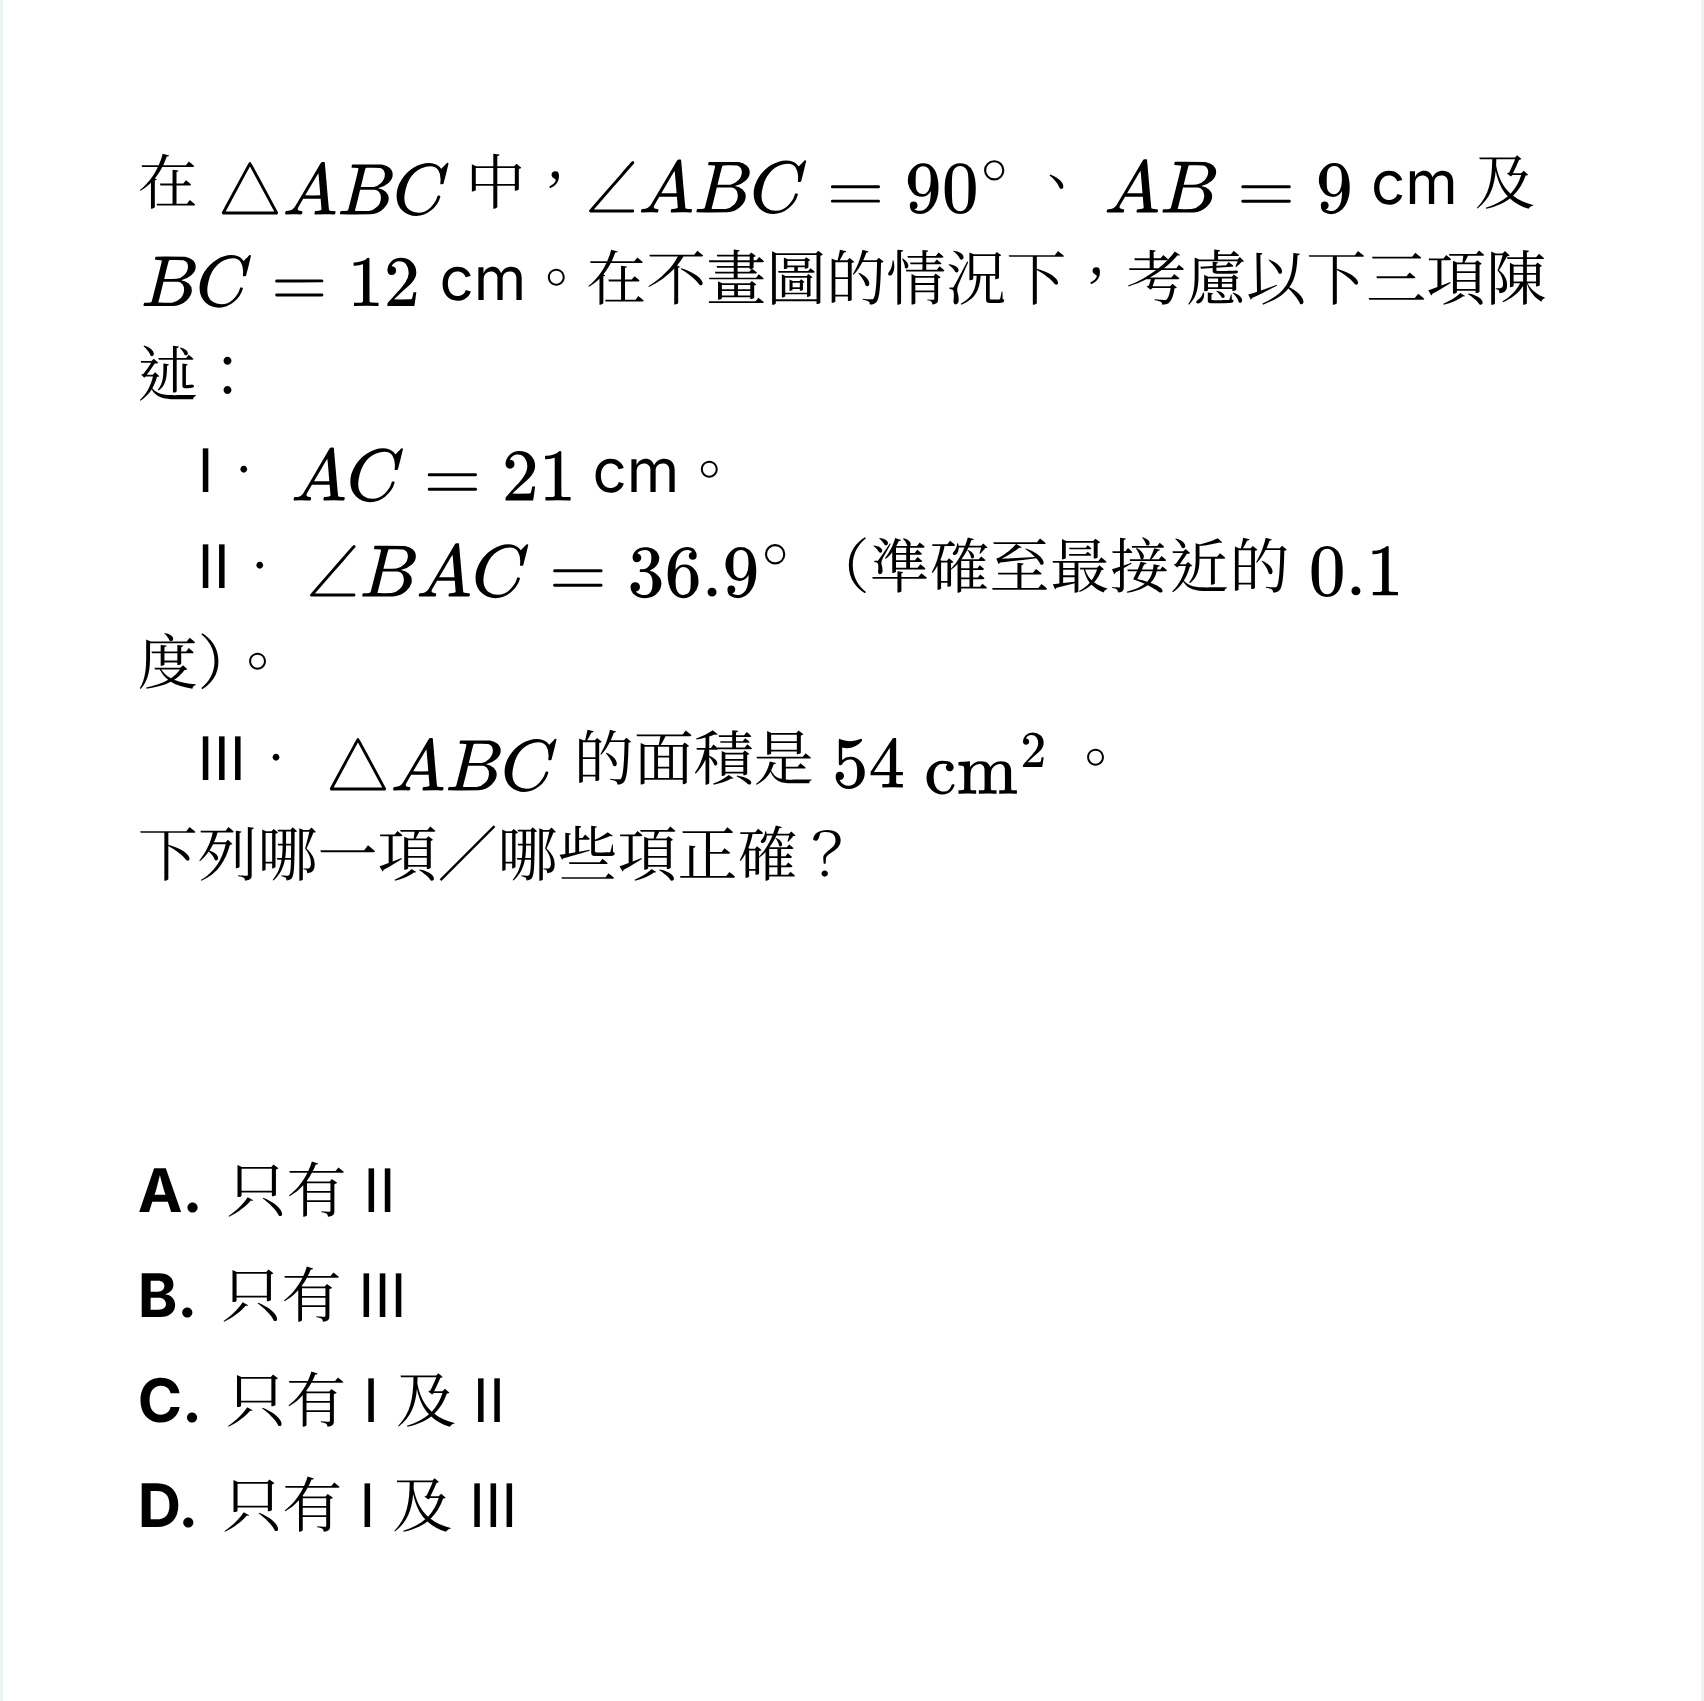 在 △ABC 中，∠ABC = 90° 、 AB = 9 cm 及
BC = 12 cm。在不畫圖的情況下，考慮以下三項陳
述：
I． AC = 21 cm。
II． ∠BAC = 36.9° （準確至最接近的 0.1
度）。
III． △ABC 的面積是 54 cm² 。
下列哪一項／哪些項正確？
A. 只有 II
B. 只有 III
C. 只有 I 及 II
D. 只有 I 及 III